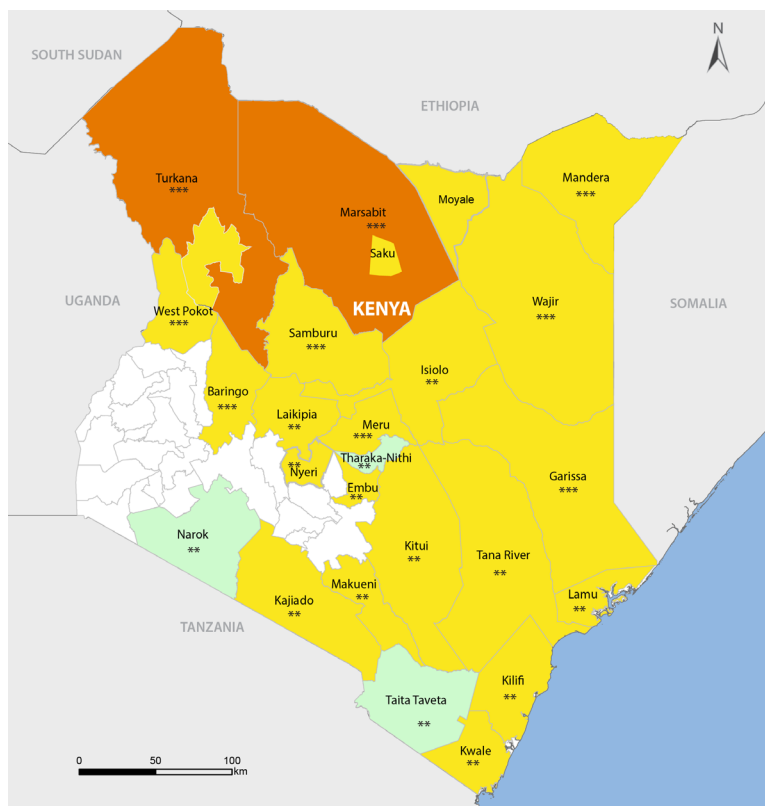 N
SOUTH SUDAN
ETHIOPIA
Turkana
***
Mandera
***
Moyale
Marsabit
***
Saku
UGANDA
SOMALIA
West Pokot
***
KENYA
Wajir
***
Samburu
***
Isiolo
**
Baringo
***
Laikipia
**
Meru
***
Tharaka-Nithi
**
**
Nyeri
Embu
**
Garissa
***
Narok
**
Kitui
**
Tana River
**
Makueni
**
Kajiado
**
Lamu
**
TANZANIA
Kilifi
**
Taita Taveta
**
Kwale
**
0 50 100
km